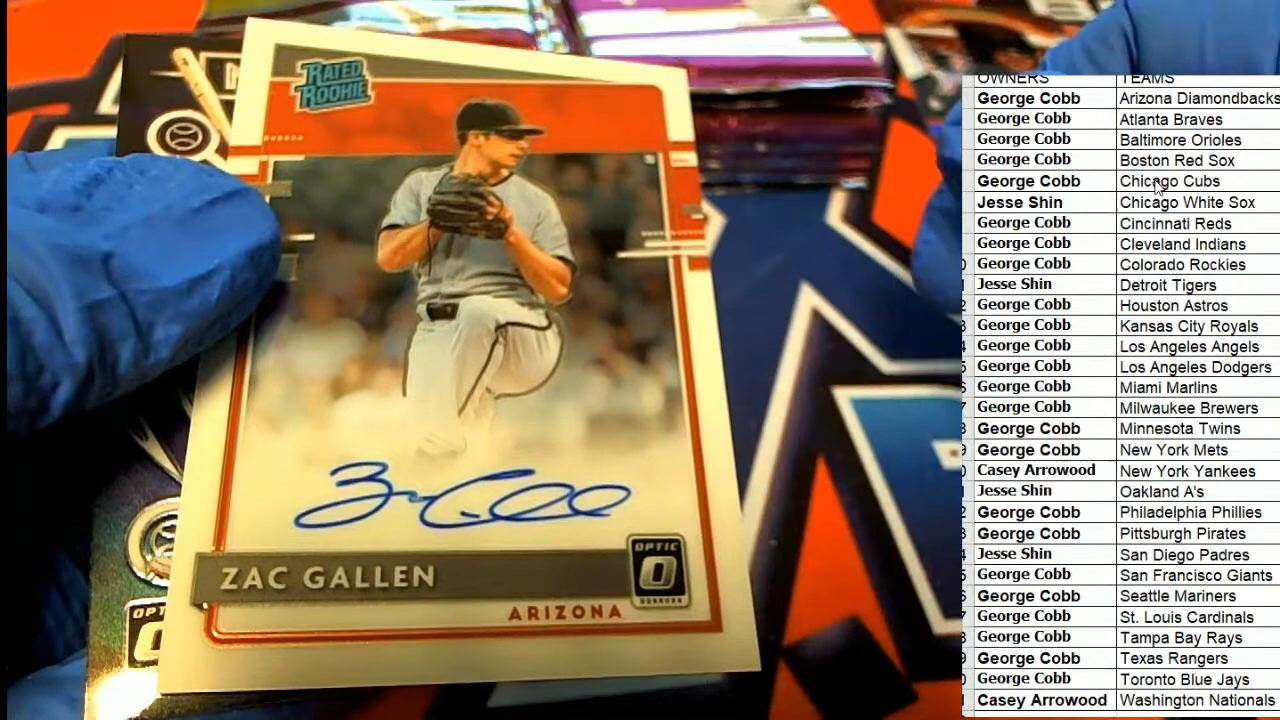 RATED
ROOKIE
ZAC GALLEN
OPTIC
DONRUSS
ARIZONA
OWNERS TEAMS
George Cobb Arizona Diamondbacks
George Cobb Atlanta Braves
George Cobb Baltimore Orioles
George Cobb Boston Red Sox
George Cobb Chicago Cubs
Jesse Shin Chicago White Sox
George Cobb Cincinnati Reds
George Cobb Cleveland Indians
George Cobb Colorado Rockies
Jesse Shin Detroit Tigers
George Cobb Houston Astros
George Cobb Kansas City Royals
George Cobb Los Angeles Angels
George Cobb Los Angeles Dodgers
George Cobb Miami Marlins
George Cobb Milwaukee Brewers
George Cobb Minnesota Twins
George Cobb New York Mets
Casey Arrowood New York Yankees
Jesse Shin Oakland A's
George Cobb Philadelphia Phillies
George Cobb Pittsburgh Pirates
Jesse Shin San Diego Padres
George Cobb San Francisco Giants
George Cobb Seattle Mariners
George Cobb St. Louis Cardinals
George Cobb Tampa Bay Rays
George Cobb Texas Rangers
George Cobb Toronto Blue Jays
Casey Arrowood Washington Nationals